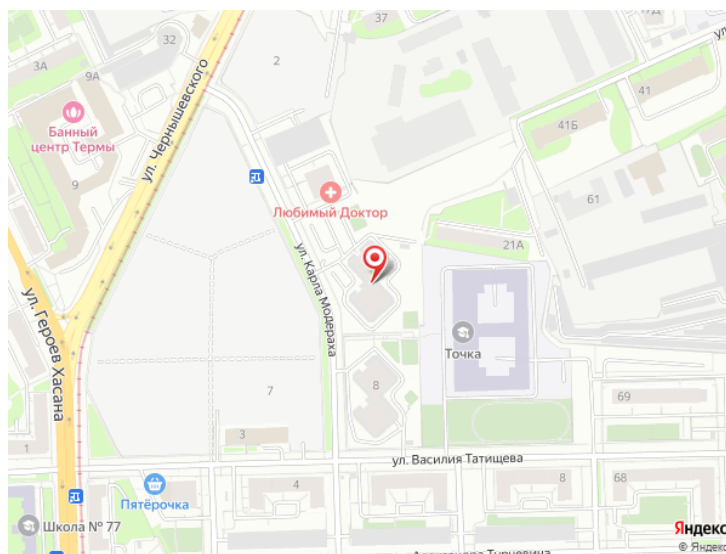 37
32
2
3А
9А
41
41Б
Банный
центр Термы
ул. Чернышевского
9
61
Любимый Доктор
21А
ул. Карла Модераха
ул. Героев Хасана
Точка
8
7
69
3
1
ул. Василия Татищева
4
8
68
Пятёрочка
Школа № 77
Яндекс
© Яндекс